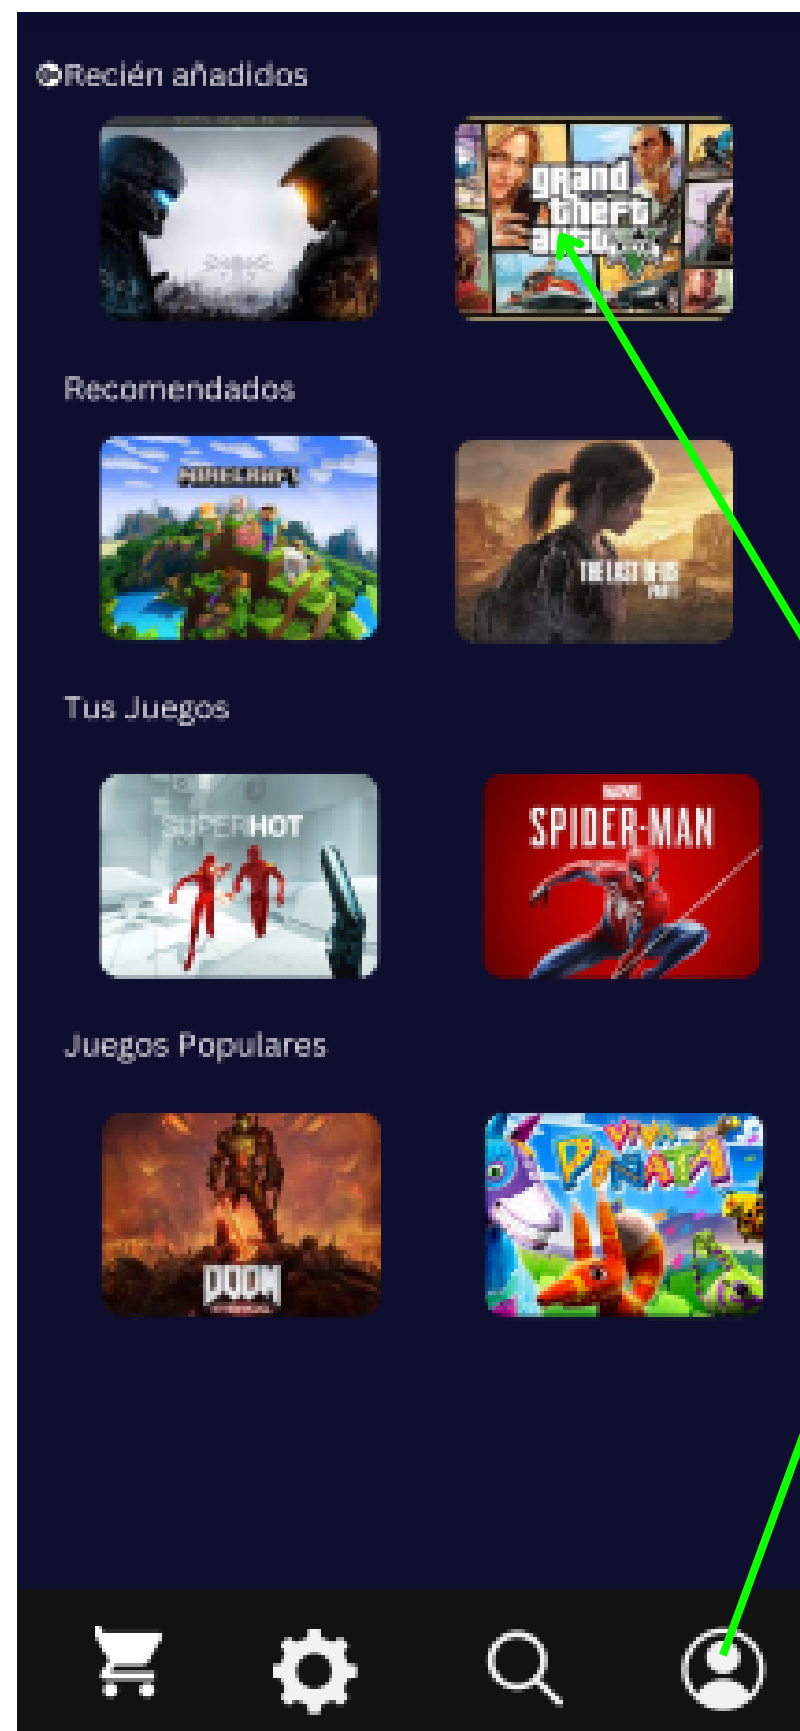 Recién añadidos
grand
theft
auto
Recomendados
MINECRAFT
THE LAST OF US
PART I
Tus Juegos
SUPERHOT
MARVEL
SPIDER-MAN
Juegos Populares
DOOM
VIVA
PIÑATA